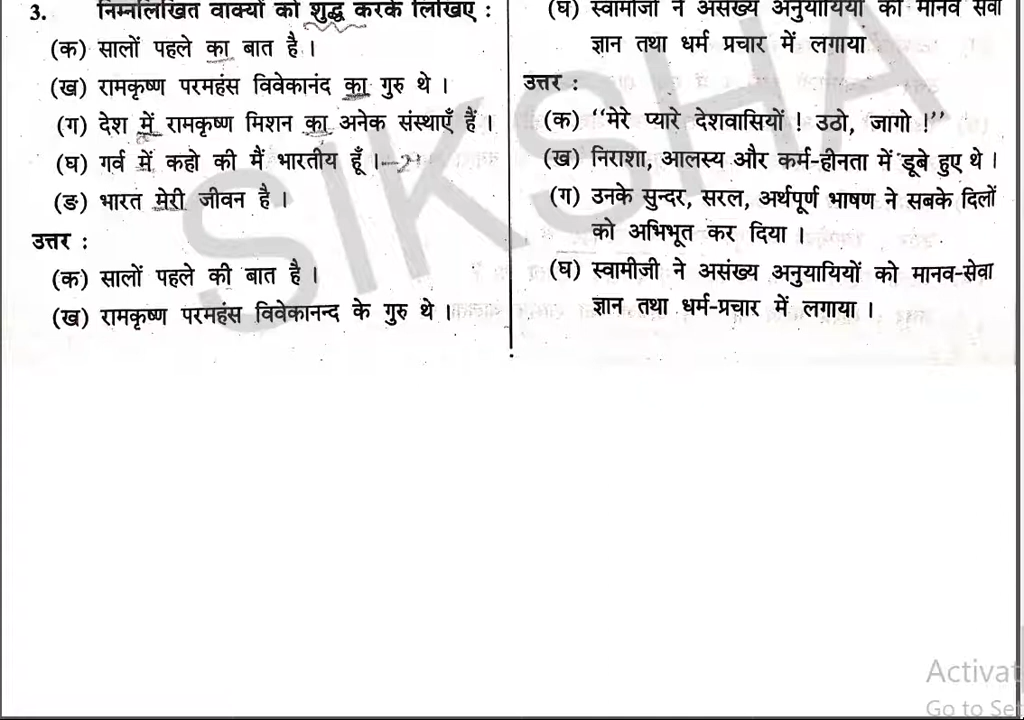 3. निम्नलिखित वाक्यों को शुद्ध करके लिखिए :
(क) सालों पहले का बात है।
(ख) रामकृष्ण परमहंस विवेकानंद का गुरु थे।
(ग) देश में रामकृष्ण मिशन का अनेक संस्थाएँ हैं।
(घ) गर्व में कहो की मैं भारतीय हूँ।
(ङ) भारत मेरी जीवन है।
उत्तर :
(क) सालों पहले की बात है।
(ख) रामकृष्ण परमहंस विवेकानन्द के गुरु थे।
(घ) स्वामीजी ने असंख्य अनुयायियों को मानव सेवा
ज्ञान तथा धर्म प्रचार में लगाया
उत्तर :
(क) “मेरे प्यारे देशवासियों ! उठो, जागो !”
(ख) निराशा, आलस्य और कर्म-हीनता में डूबे हुए थे।
(ग) उनके सुन्दर, सरल, अर्थपूर्ण भाषण ने सबके दिलों
को अभिभूत कर दिया।
(घ) स्वामीजी ने असंख्य अनुयायियों को मानव-सेवा
ज्ञान तथा धर्म-प्रचार में लगाया।
SIKSHA
Activat
Go to Set